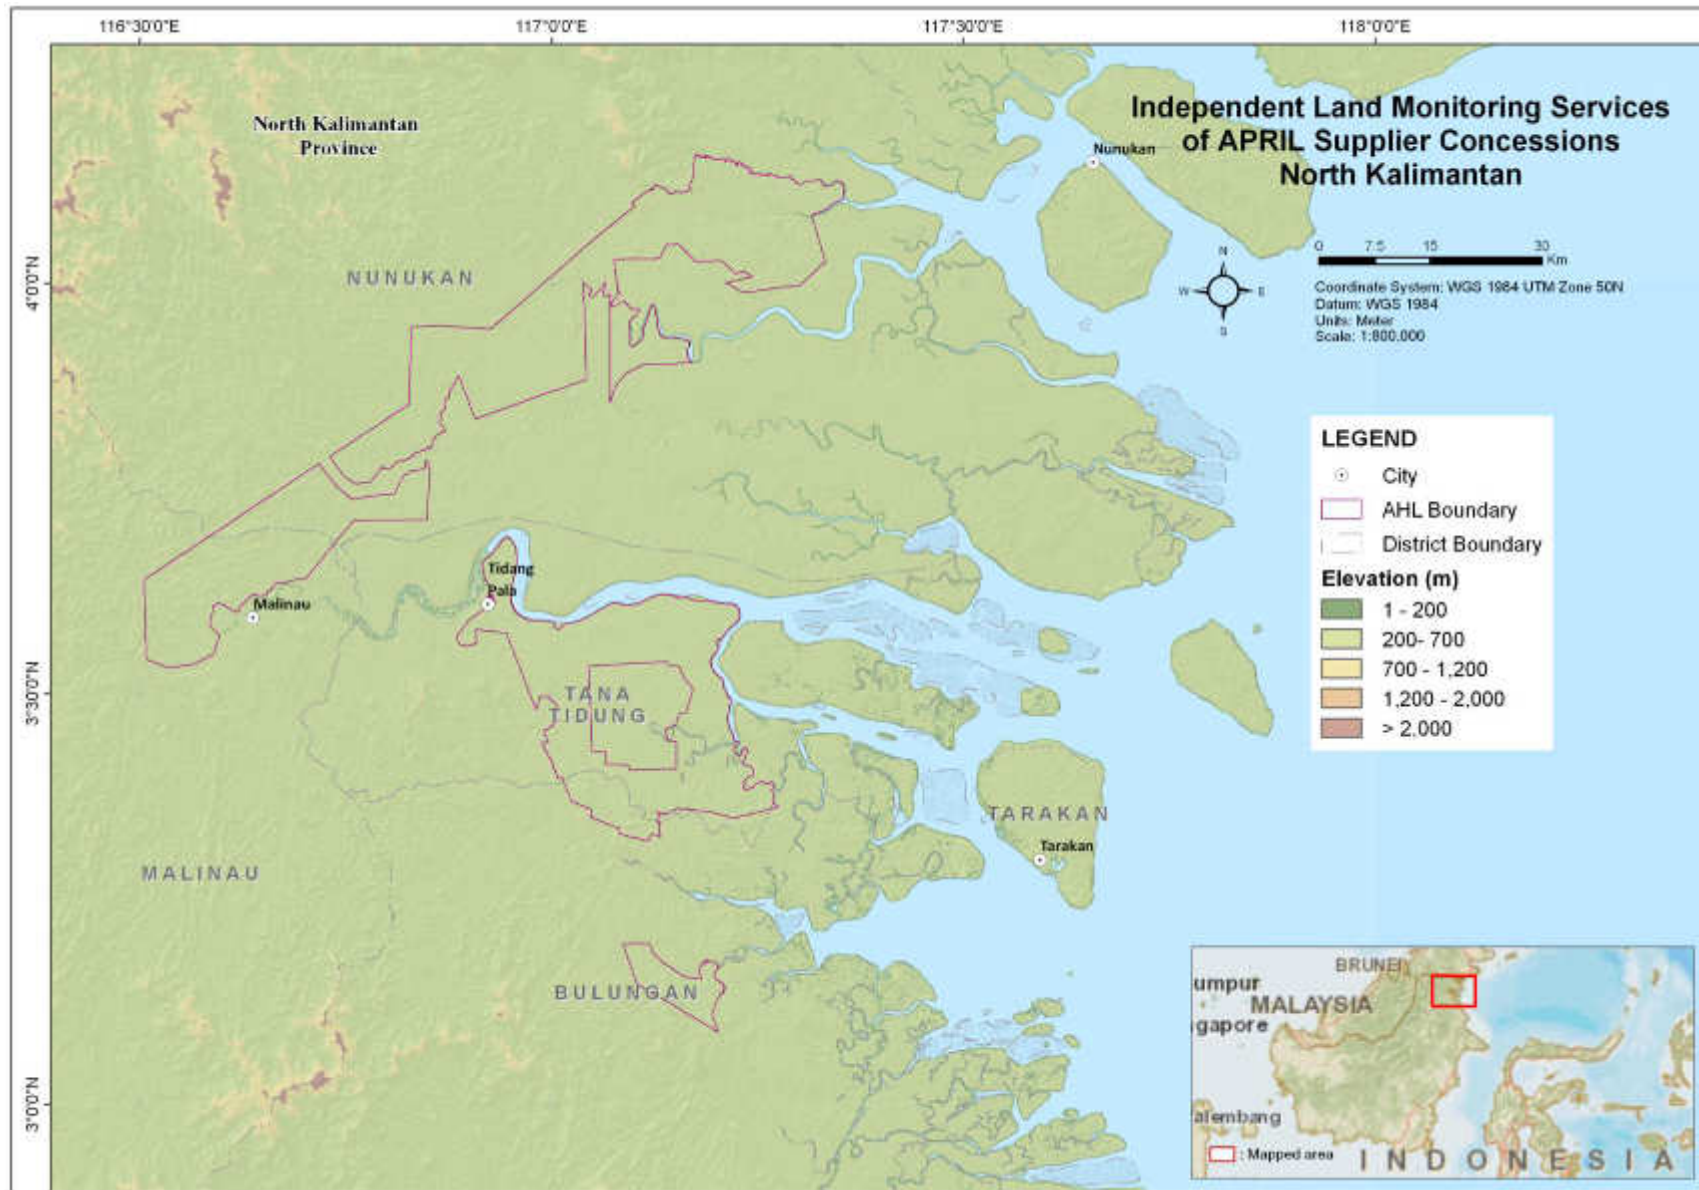 116°30'0"E
117°0'0"E
117°30'0"E
118°0'0"E
4°0'0"N
3°30'0"N
3°0'0"N
Independent Land Monitoring Services
of APRIL Supplier Concessions
North Kalimantan
North Kalimantan
Province
Nunukan
NUNUKAN
N
W
E
S
0 7.5 15 30
Km
Coordinate System: WGS 1984 UTM Zone 50N
Datum: WGS 1984
Units: Meter
Scale: 1:800.000
LEGEND
City
AHL Boundary
District Boundary
Elevation (m)
1 - 200
200- 700
700 - 1,200
1,200 - 2,000
> 2,000
Tidang
Pala
Malinau
TANA
TIDUNG
TARAKAN
Tarakan
MALINAU
BULUNGAN
BRUNEI
umpur
MALAYSIA
gapore
alembang
: Mapped area
INDONESIA